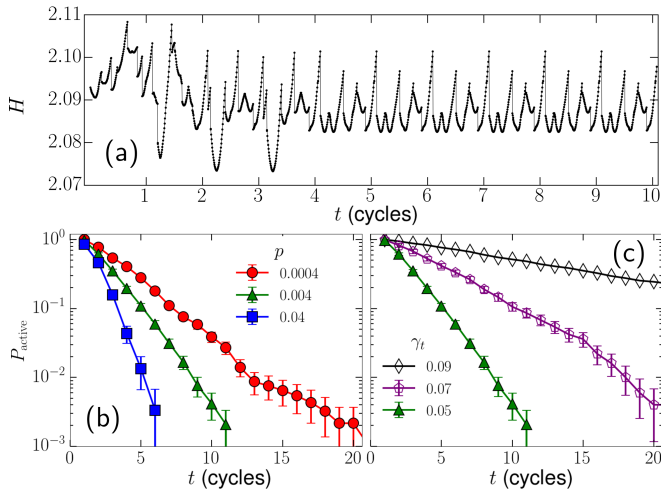 2.11
2.10
2.09
2.08
2.07
H
(a)
1 2 3 4 5 6 7 8 9 10
t (cycles)
10⁰
10⁻¹
10⁻²
10⁻³
P_active
p
0.0004
0.004
0.04
(b)
0 5 10 15 20
t (cycles)
(c)
γ_t
0.09
0.07
0.05
0 5 10 15 20
t (cycles)